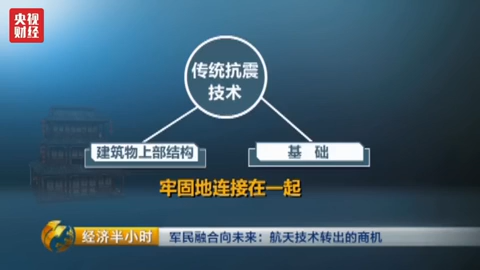 央视
财经
传统抗震
技术
建筑物上部结构
基 础
牢固地连接在一起
经济半小时
军民融合向未来：航天技术转出的商机